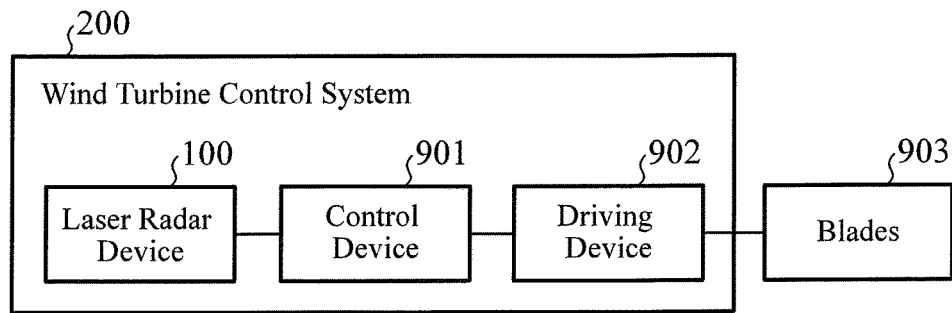 200
Wind Turbine Control System
100
901
902
903
Laser Radar
Device
Control
Device
Driving
Device
Blades